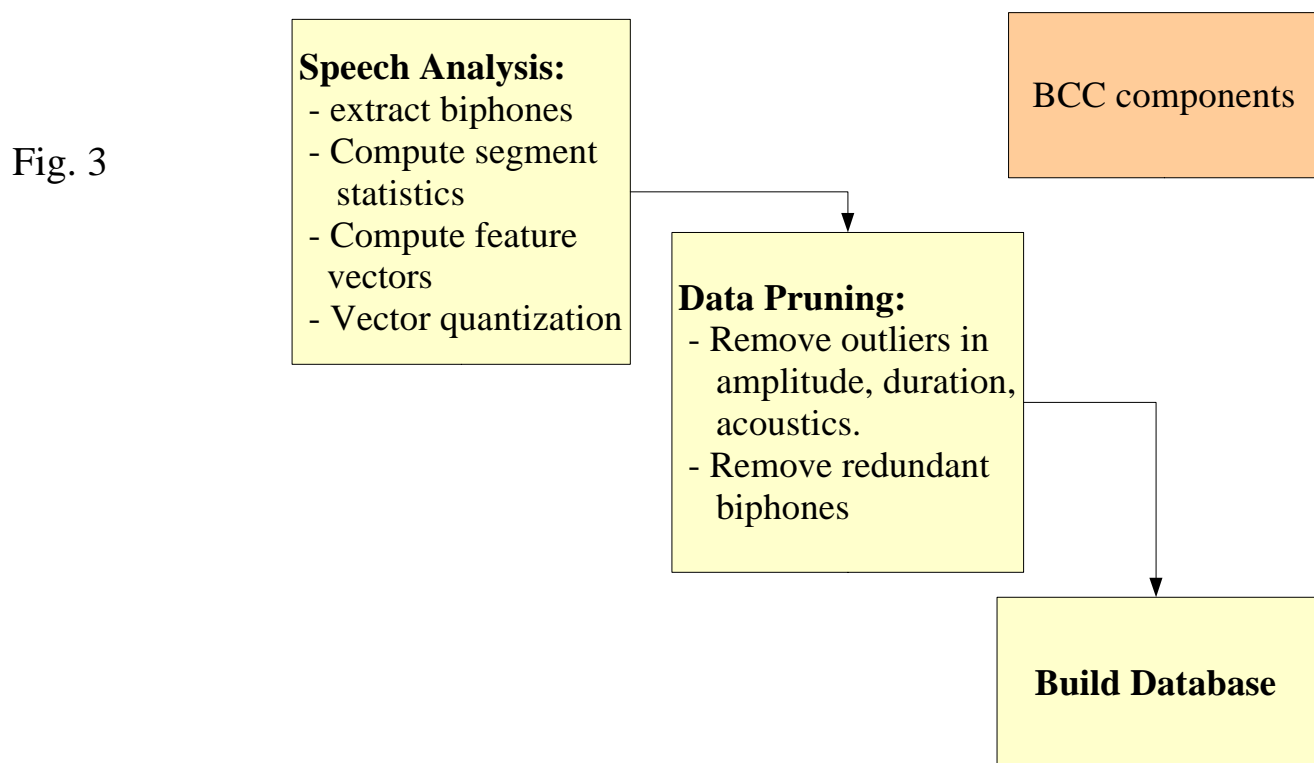 Fig. 3
Speech Analysis:
- extract biphones
- Compute segment
statistics
- Compute feature
vectors
- Vector quantization
BCC components
Data Pruning:
- Remove outliers in
amplitude, duration,
acoustics.
- Remove redundant
biphones
Build Database